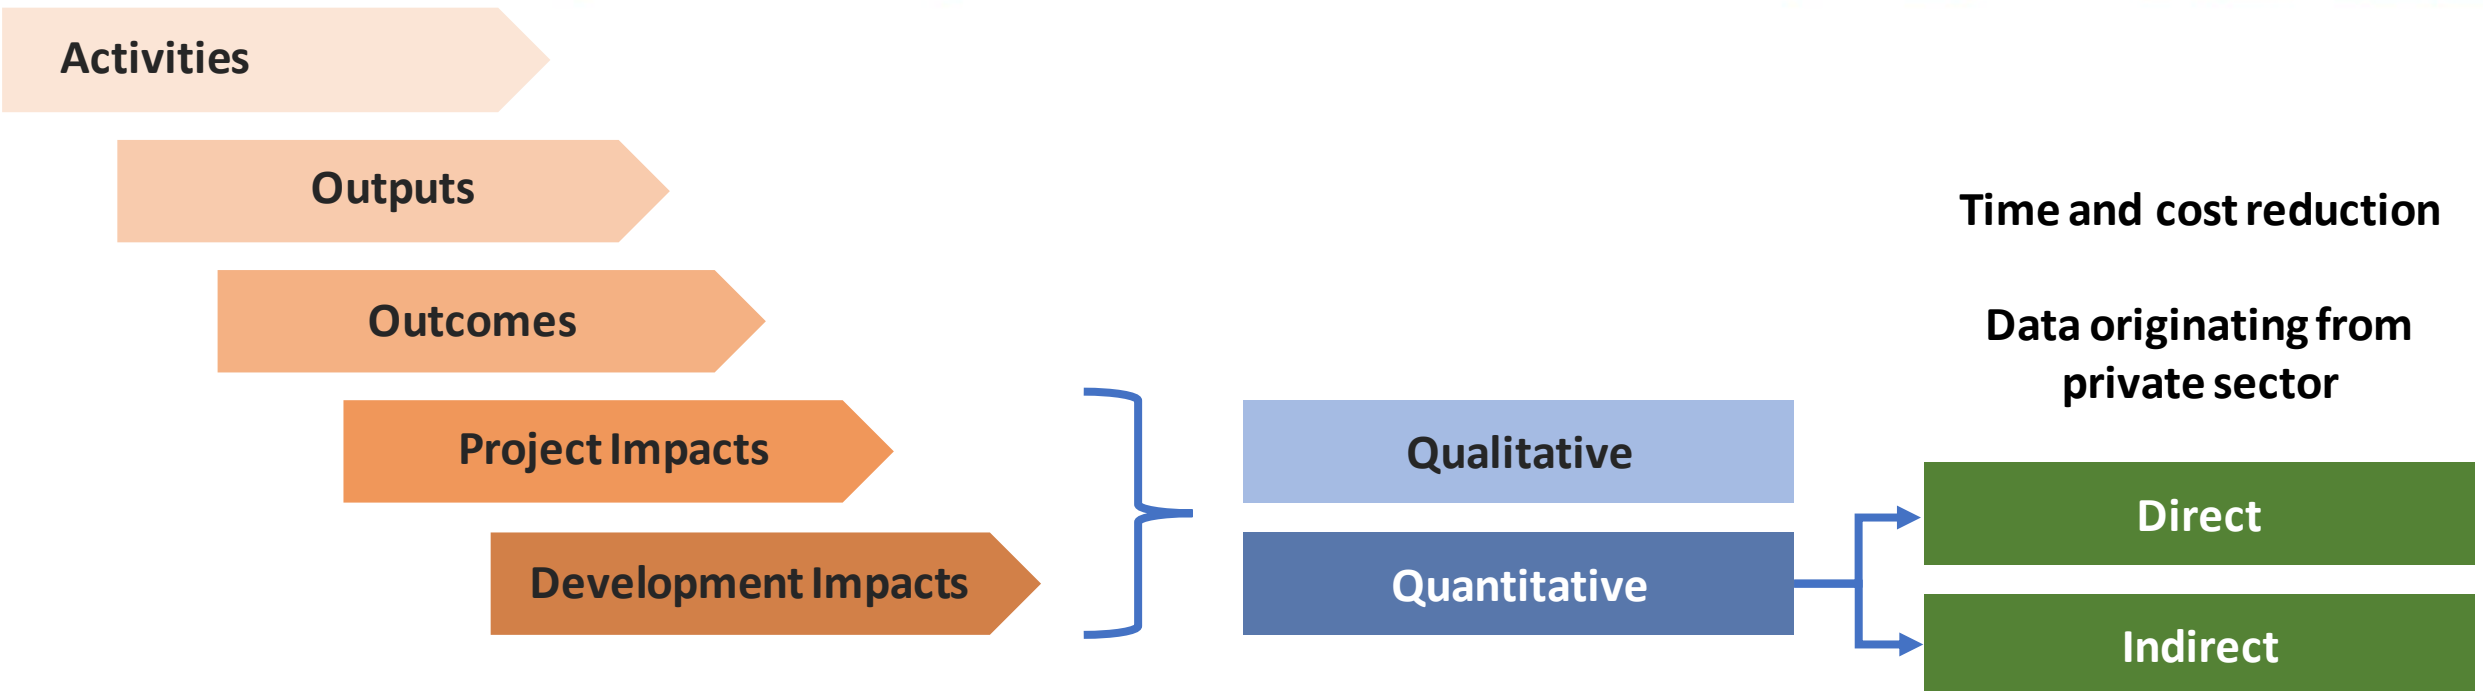 Activities
Outputs
Outcomes
Project Impacts
Development Impacts
Qualitative
Quantitative
Time and cost reduction
Data originating from
private sector
Direct
Indirect